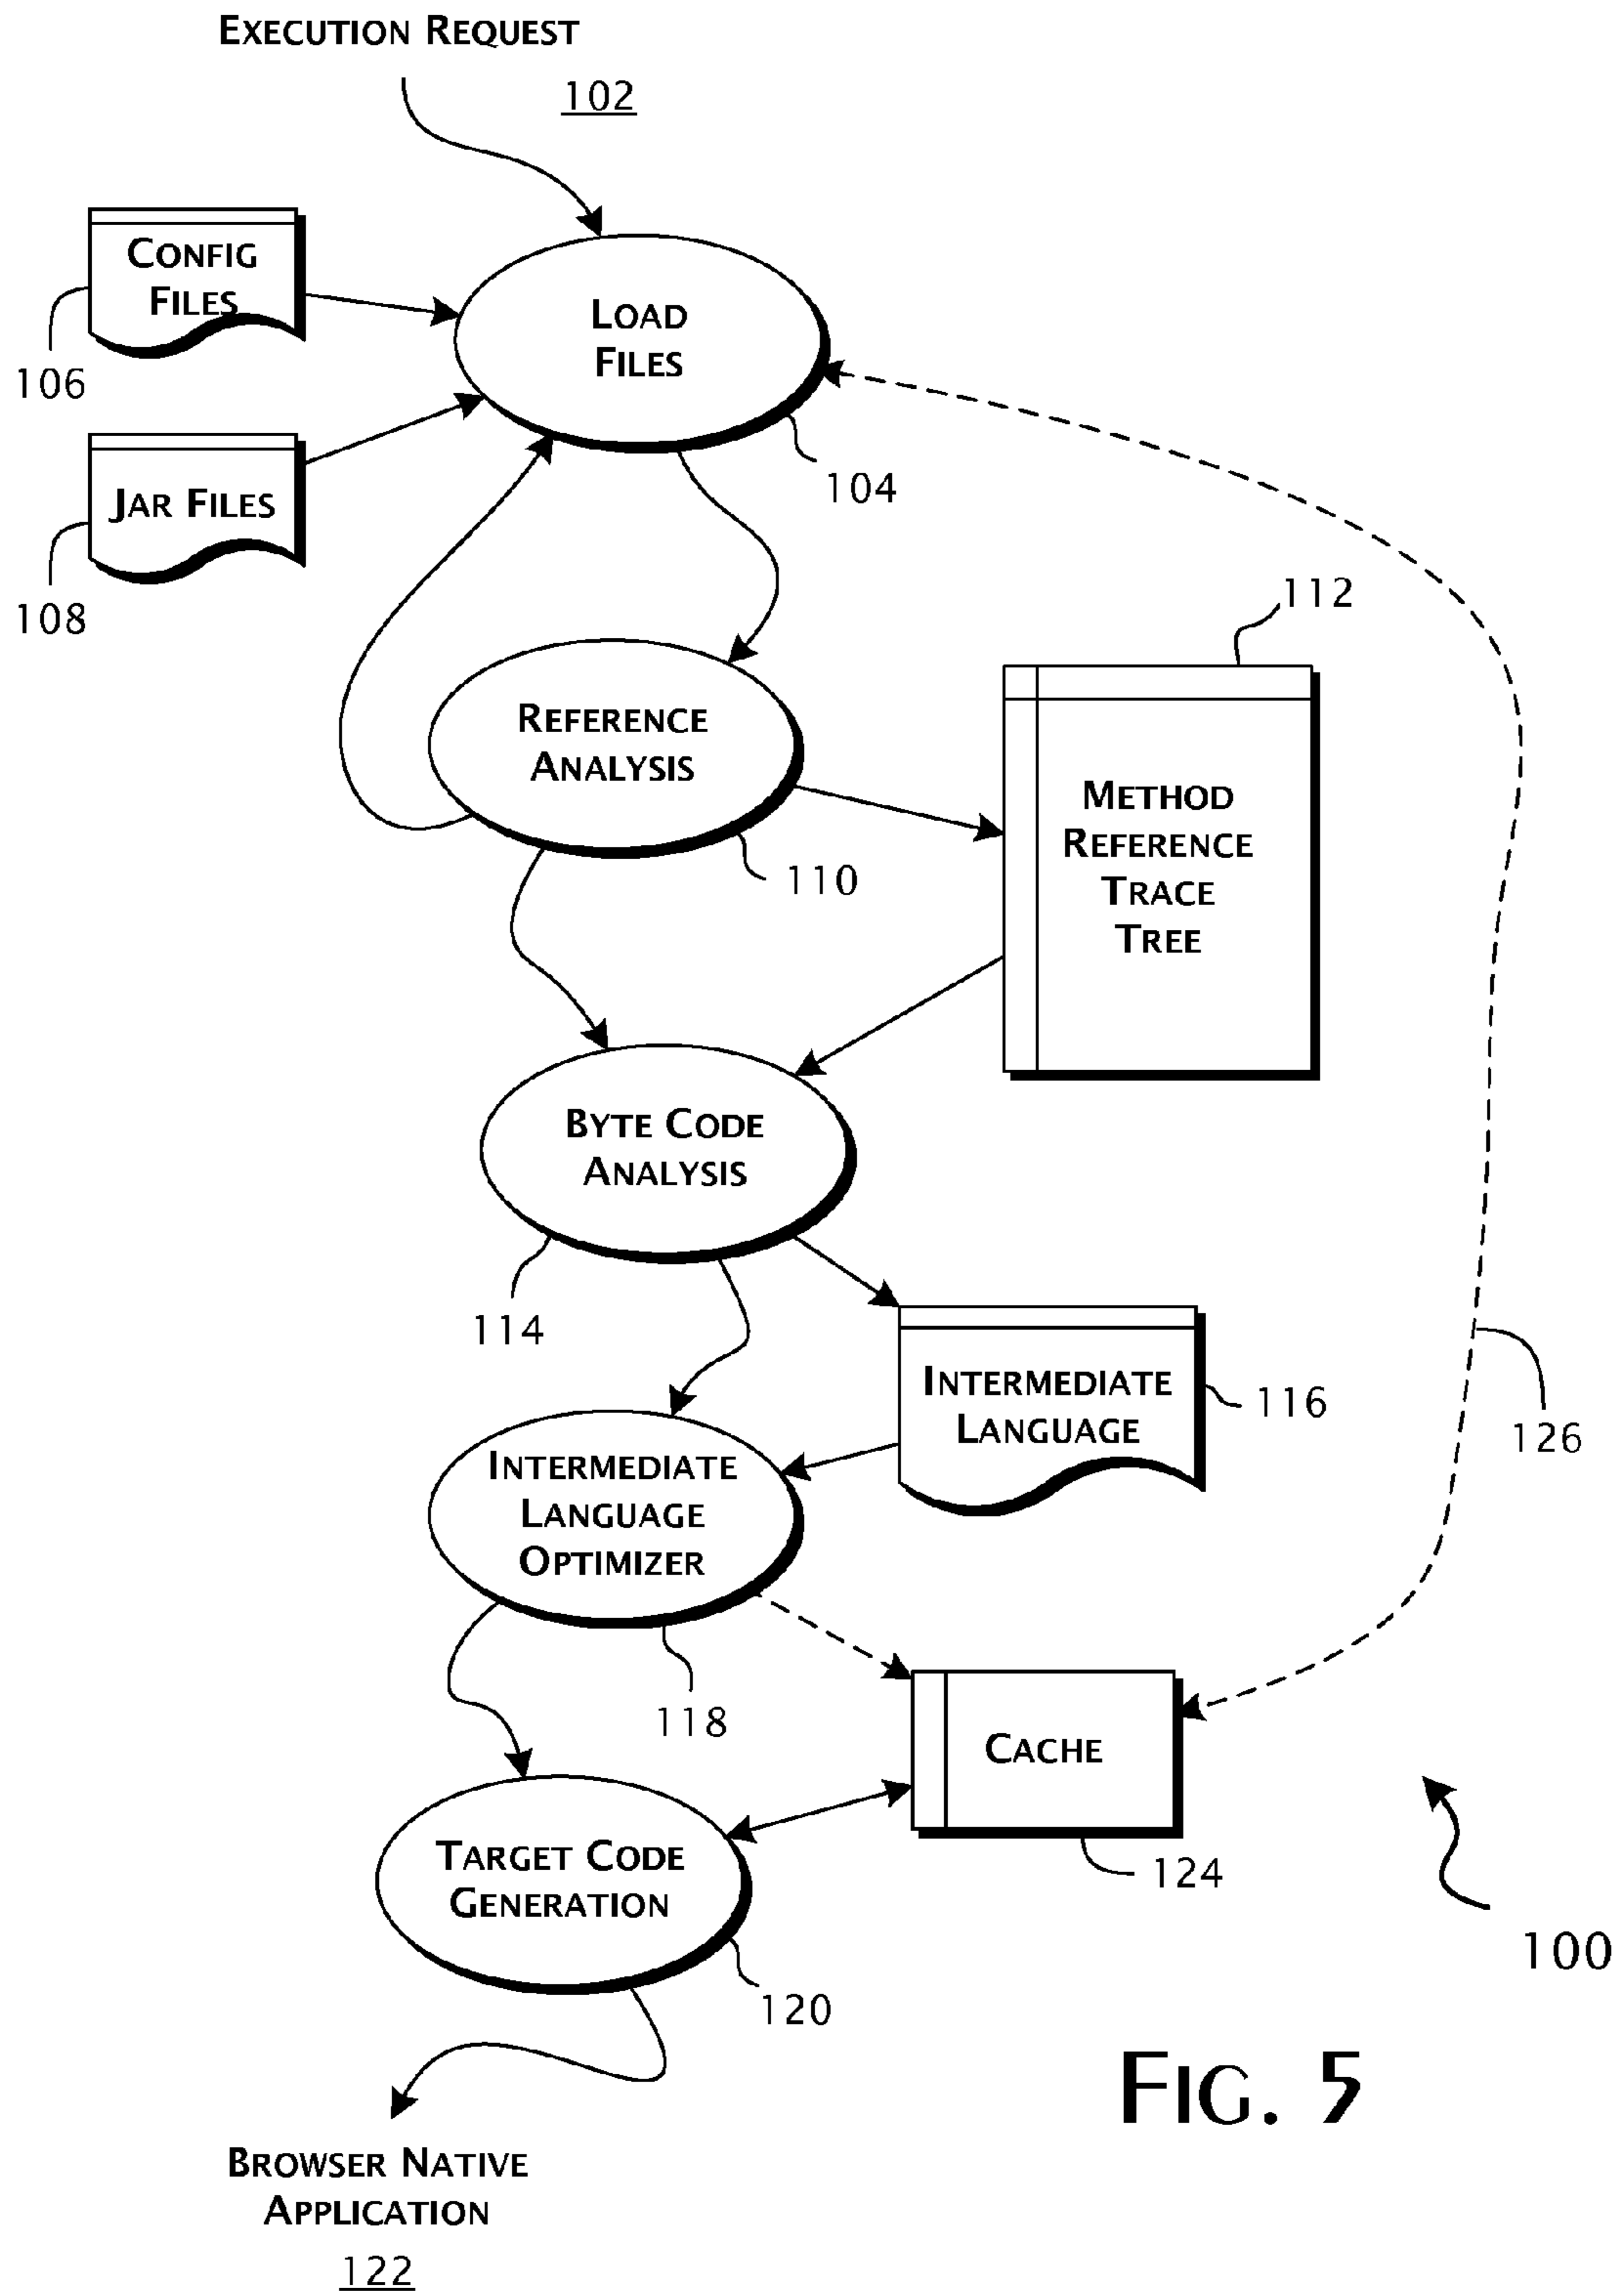 EXECUTION REQUEST
102
CONFIG
FILES
106
LOAD
FILES
104
JAR FILES
108
112
REFERENCE
ANALYSIS
110
METHOD
REFERENCE
TRACE
TREE
BYTE CODE
ANALYSIS
114
INTERMEDIATE
LANGUAGE
116
126
INTERMEDIATE
LANGUAGE
OPTIMIZER
118
CACHE
124
TARGET CODE
GENERATION
120
100
FIG. 5
BROWSER NATIVE
APPLICATION
122